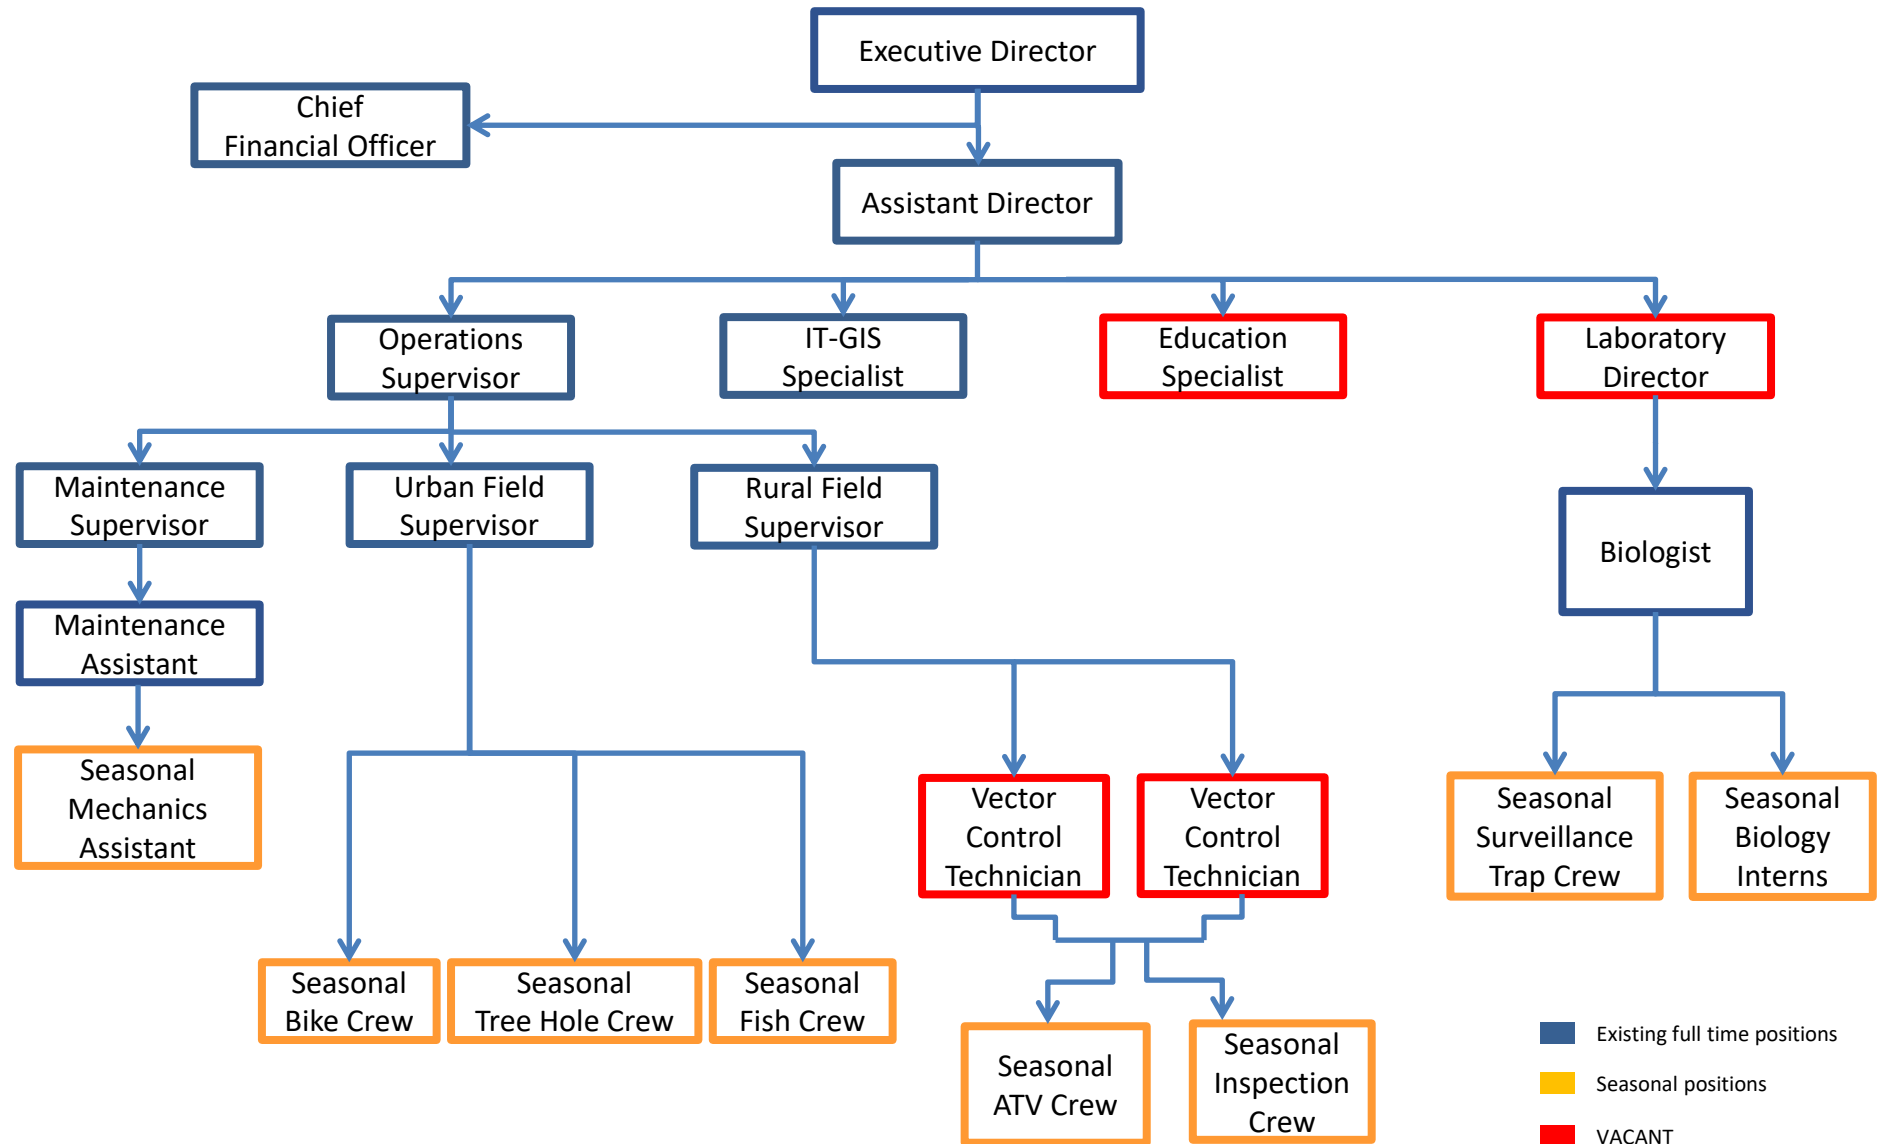 Executive Director
Chief
Financial Officer
Assistant Director
Operations
Supervisor
IT-GIS
Specialist
Education
Specialist
Laboratory
Director
Maintenance
Supervisor
Urban Field
Supervisor
Rural Field
Supervisor
Biologist
Maintenance
Assistant
Seasonal
Mechanics
Assistant
Vector
Control
Technician
Vector
Control
Technician
Seasonal
Surveillance
Trap Crew
Seasonal
Biology
Interns
Seasonal
Bike Crew
Seasonal
Tree Hole Crew
Seasonal
Fish Crew
Seasonal
ATV Crew
Seasonal
Inspection
Crew
Existing full time positions
Seasonal positions
VACANT